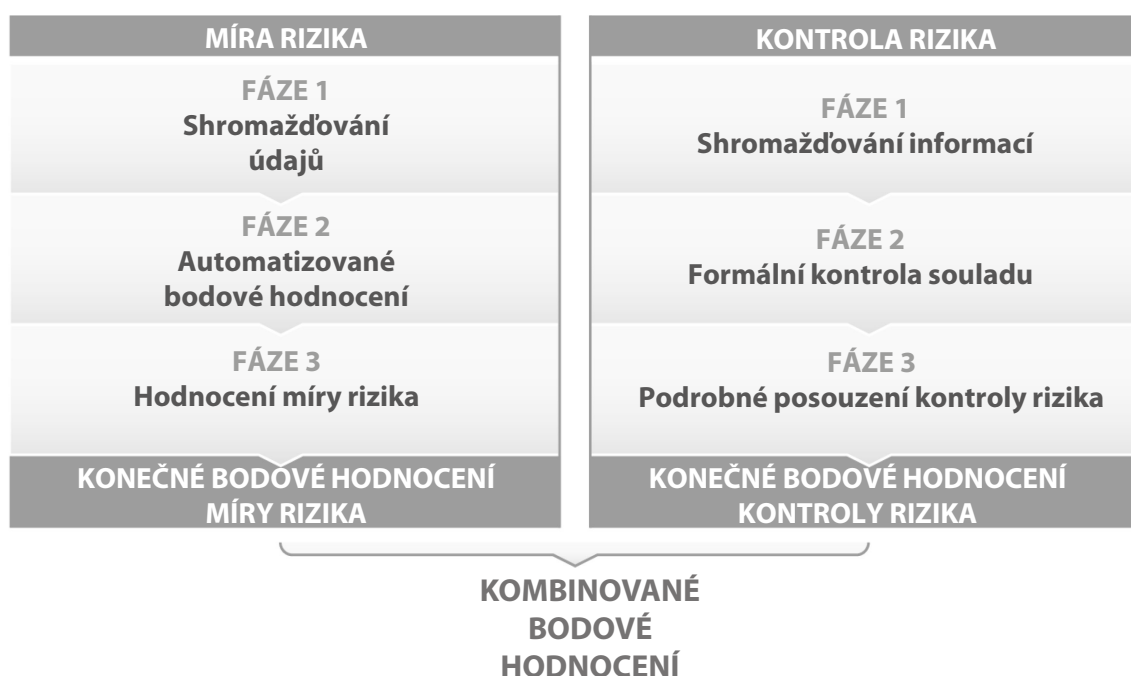 MÍRA RIZIKA
FÁZE 1
Shromažďování
údajů
FÁZE 2
Automatizované
bodové hodnocení
FÁZE 3
Hodnocení míry rizika
KONEČNÉ BODOVÉ HODNOCENÍ
MÍRY RIZIKA
KONTROLA RIZIKA
FÁZE 1
Shromažďování informací
FÁZE 2
Formální kontrola souladu
FÁZE 3
Podrobné posouzení kontroly rizika
KONEČNÉ BODOVÉ HODNOCENÍ
KONTROLY RIZIKA
KOMBINOVANÉ
BODOVÉ
HODNOCENÍ